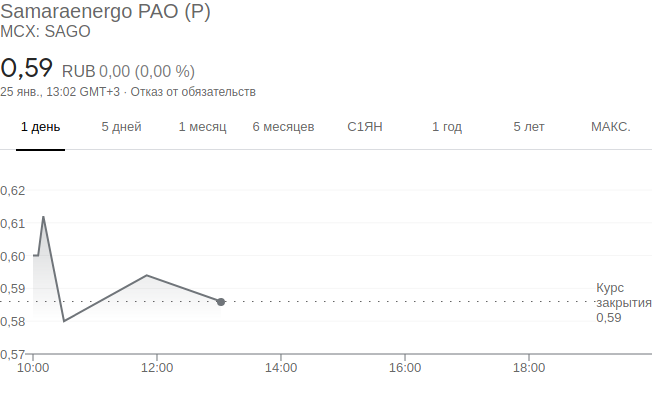 Samaraenergo PAO (P)
MCX: SAGO
0,59 RUB 0,00 (0,00 %)
25 янв., 13:02 GMT+3 · Отказ от обязательств
1 день 5 дней 1 месяц 6 месяцев С1ЯН 1 год 5 лет МАКС.
0,62
0,61
0,60
0,59
0,58
0,57
Курс
закрытия
0,59
10:00 12:00 14:00 16:00 18:00